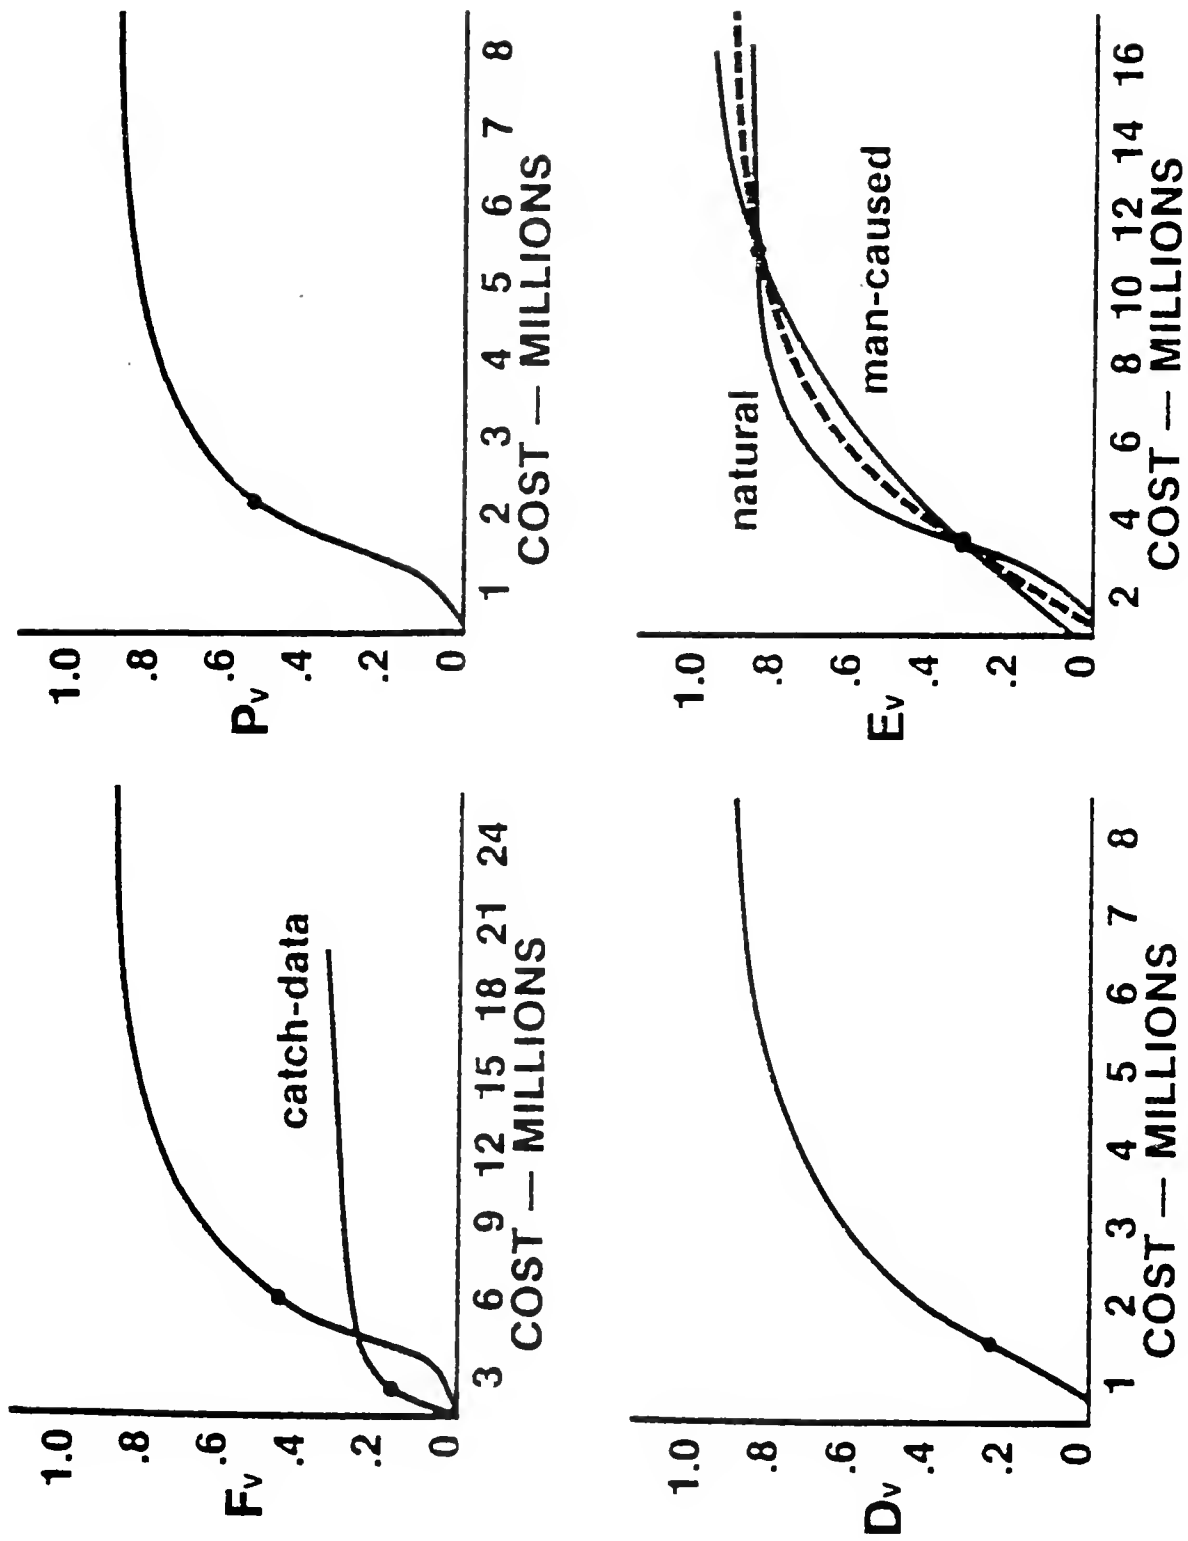 1.0
.8
Fv .6
.4
.2
0
catch-data
3 6 9 12 15 18 21 24
COST — MILLIONS
1.0
.8
Pv .6
.4
.2
0
1 2 3 4 5 6 7 8
COST — MILLIONS
1.0
.8
Dv .6
.4
.2
0
1 2 3 4 5 6 7 8
COST — MILLIONS
1.0
.8
Ev .6
.4
.2
0
natural
man-caused
2 4 6 8 10 12 14 16
COST — MILLIONS